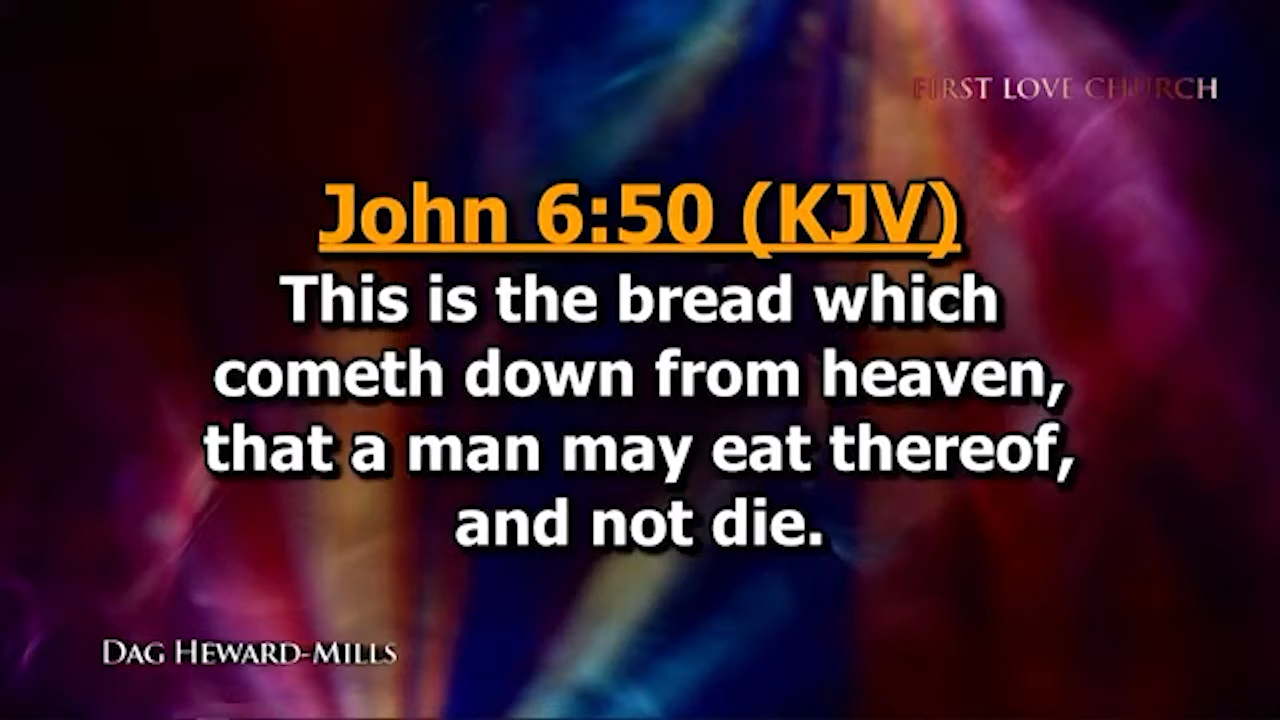 FIRST LOVE CHURCH
John 6:50 (KJV)
This is the bread which
cometh down from heaven,
that a man may eat thereof,
and not die.
DAG HEWARD-MILLS